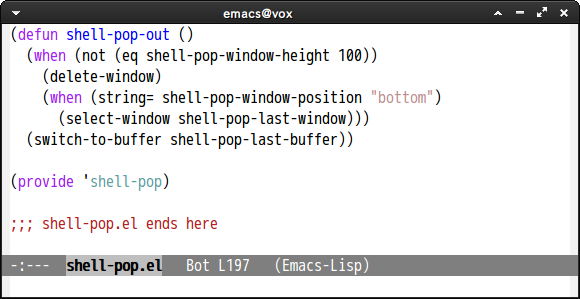 emacs@vox
(defun shell-pop-out ()
  (when (not (eq shell-pop-window-height 100))
    (delete-window)
    (when (string= shell-pop-window-position "bottom")
      (select-window shell-pop-last-window)))
  (switch-to-buffer shell-pop-last-buffer))

(provide 'shell-pop)

;;; shell-pop.el ends here
-:---  shell-pop.el   Bot L197   (Emacs-Lisp)